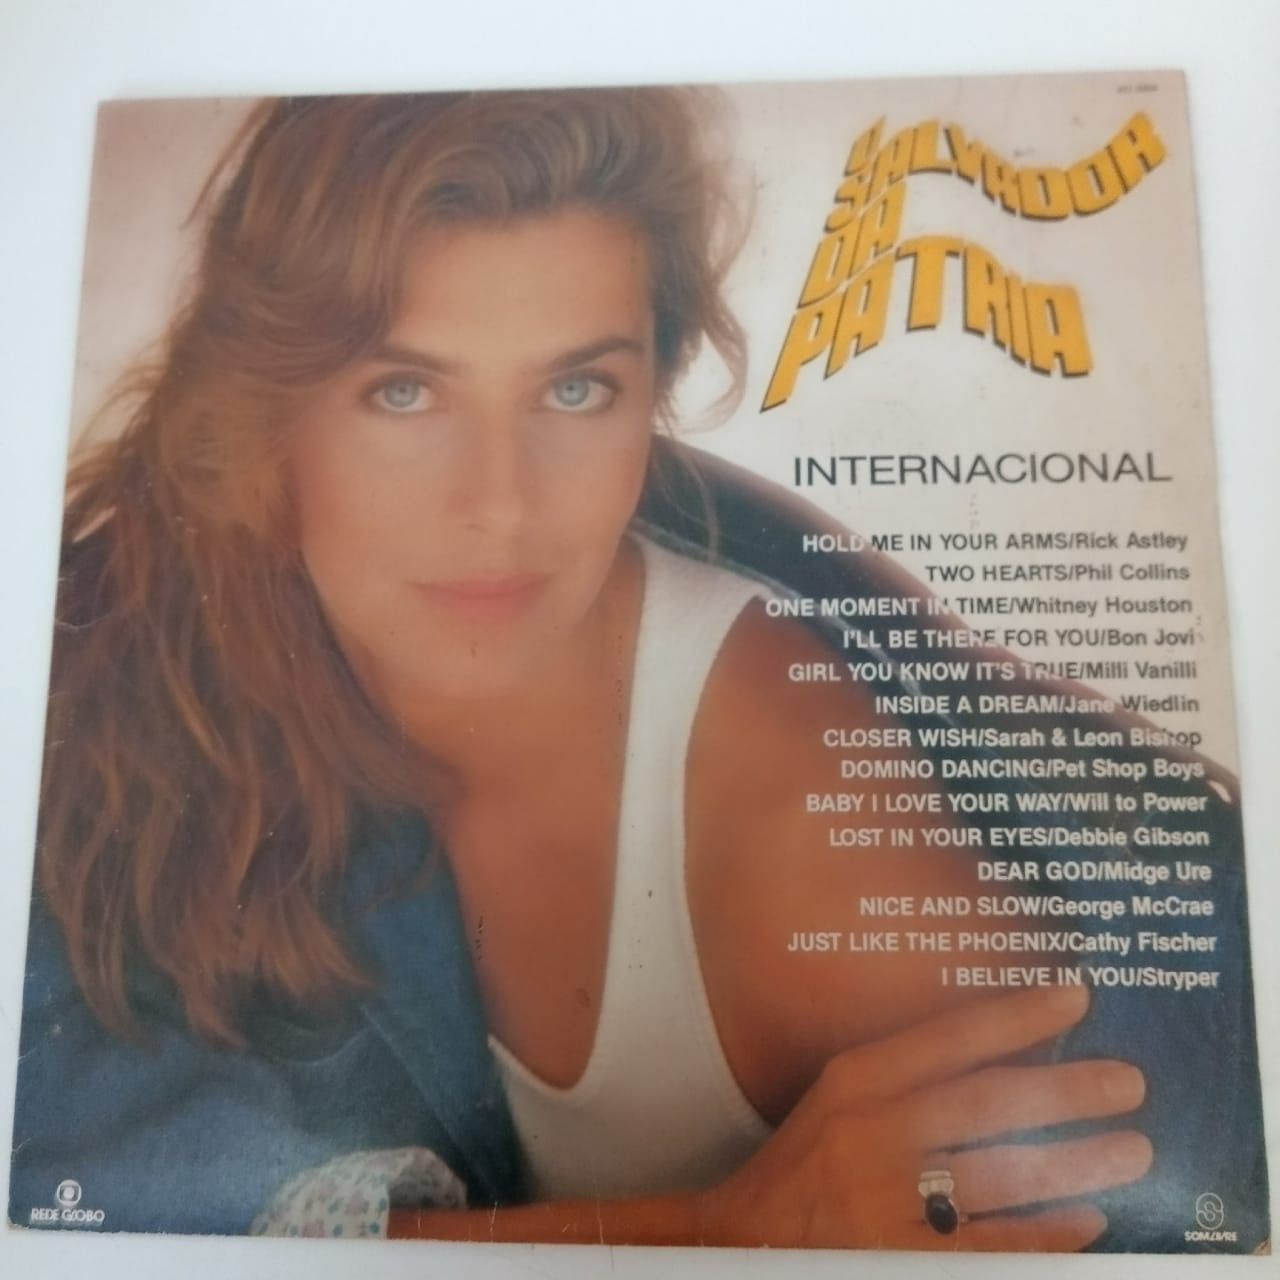 O
SALVADOR
DA
PÁTRIA
INTERNACIONAL
HOLD ME IN YOUR ARMS/Rick Astley
TWO HEARTS/Phil Collins
ONE MOMENT IN TIME/Whitney Houston
I'LL BE THERE FOR YOU/Bon Jovi
GIRL YOU KNOW IT'S TRUE/Milli Vanilli
INSIDE A DREAM/Jane Wiedlin
CLOSER WISH/Sarah & Leon Bishop
DOMINO DANCING/Pet Shop Boys
BABY I LOVE YOUR WAY/Will to Power
LOST IN YOUR EYES/Debbie Gibson
DEAR GOD/Midge Ure
NICE AND SLOW/George McCrae
JUST LIKE THE PHOENIX/Cathy Fischer
I BELIEVE IN YOU/Stryper
REDE GLOBO
SOM LIVRE